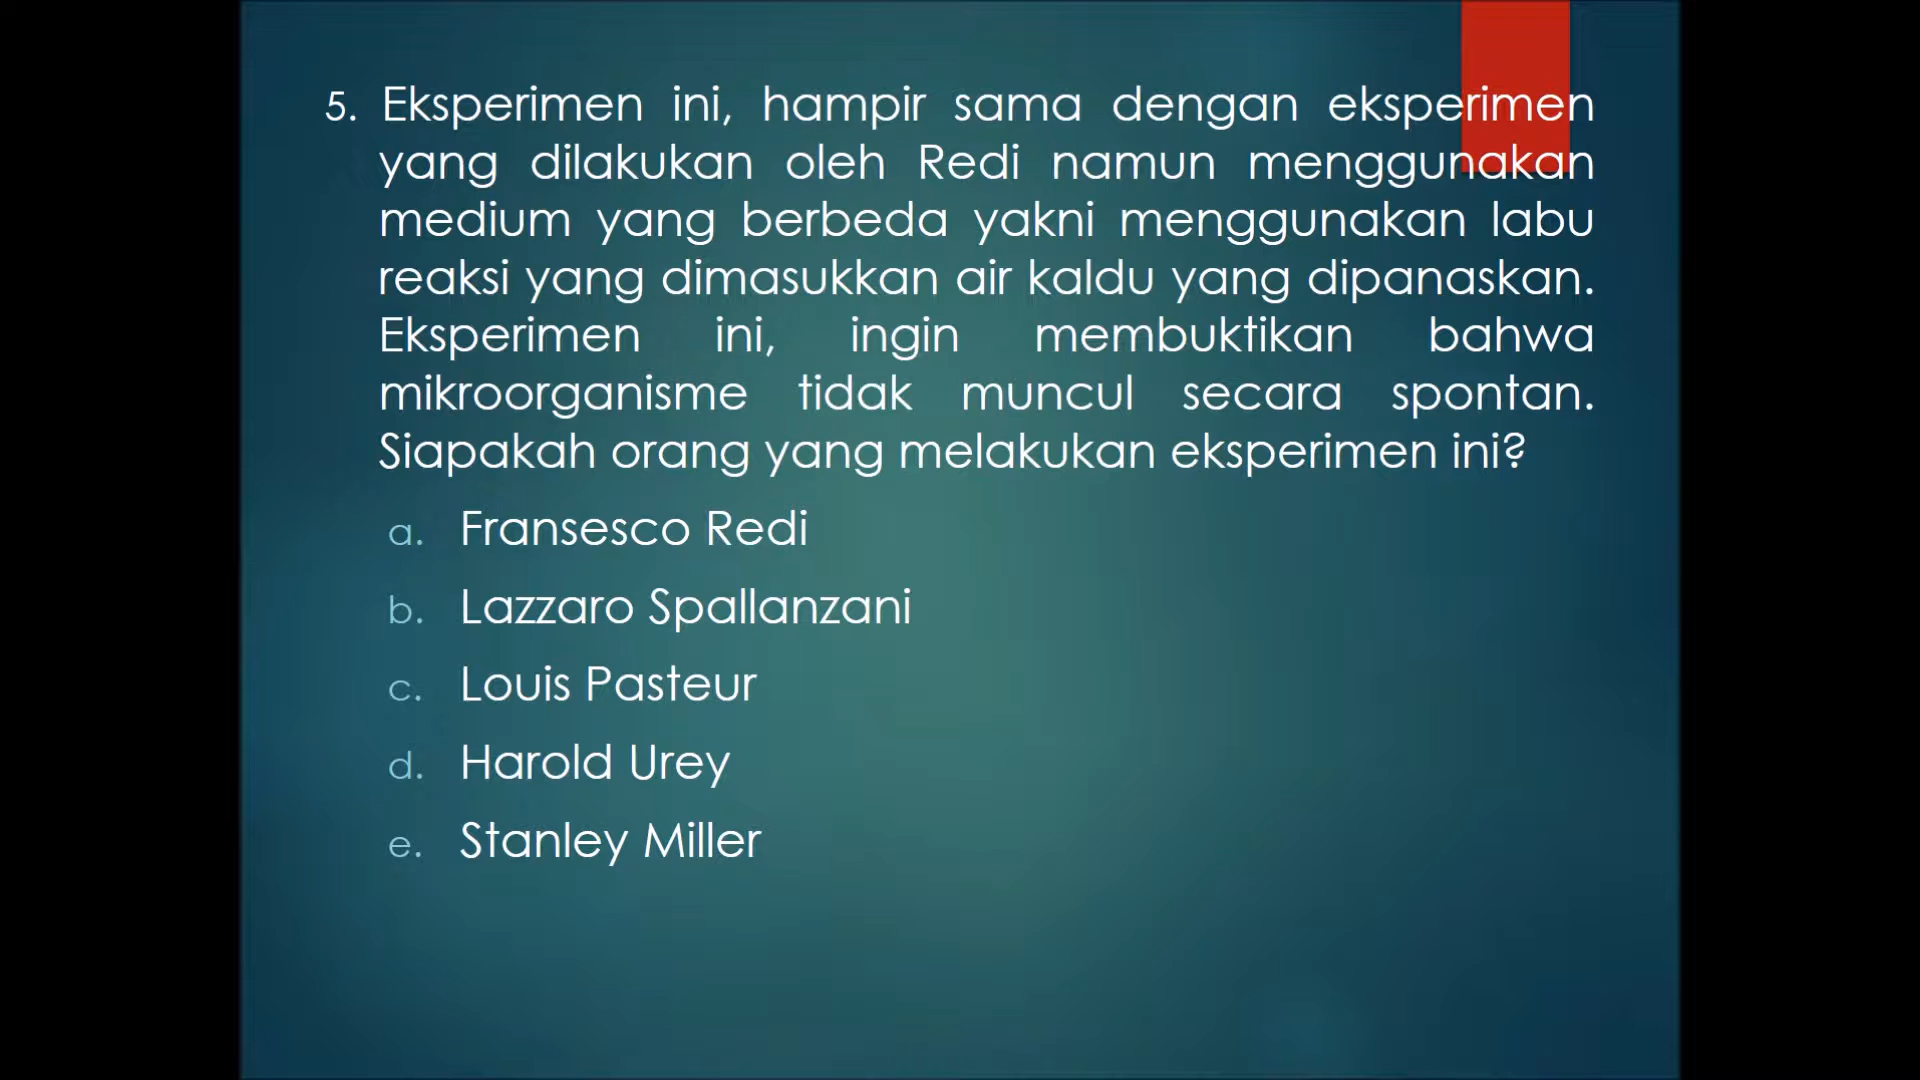 5. Eksperimen ini, hampir sama dengan eksperimen
yang dilakukan oleh Redi namun menggunakan
medium yang berbeda yakni menggunakan labu
reaksi yang dimasukkan air kaldu yang dipanaskan.
Eksperimen ini, ingin membuktikan bahwa
mikroorganisme tidak muncul secara spontan.
Siapakah orang yang melakukan eksperimen ini?
a. Fransesco Redi
b. Lazzaro Spallanzani
c. Louis Pasteur
d. Harold Urey
e. Stanley Miller